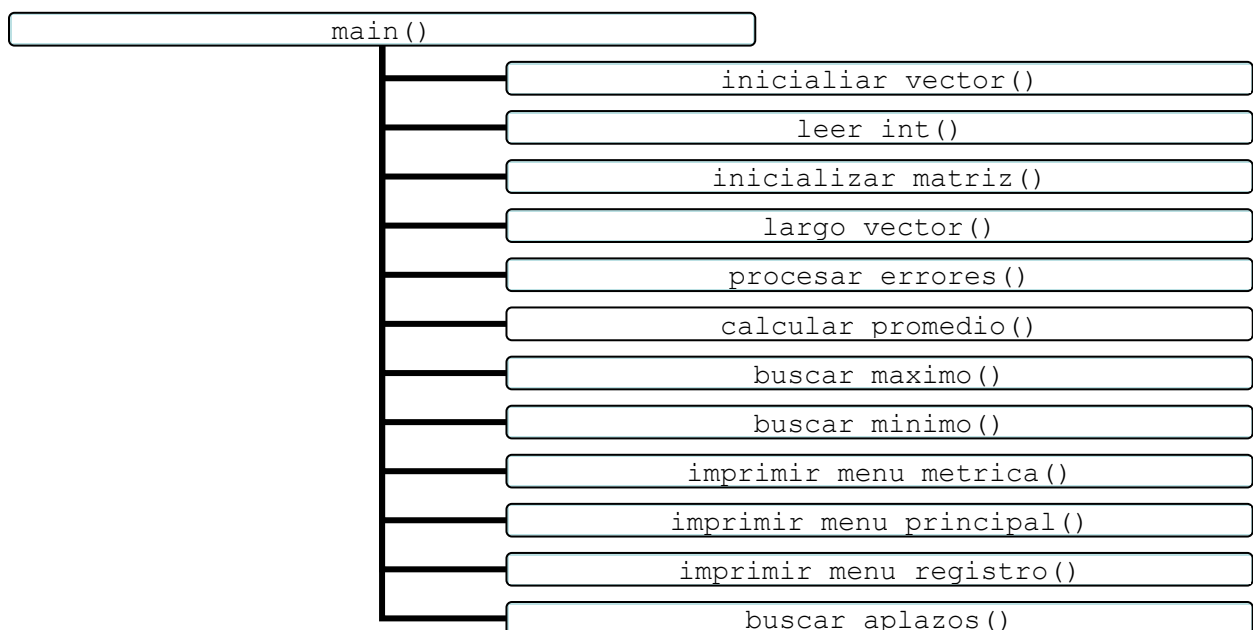 main()
inicialiar vector()
leer int()
inicializar matriz()
largo vector()
procesar errores()
calcular promedio()
buscar maximo()
buscar minimo()
imprimir menu metrica()
imprimir menu principal()
imprimir menu registro()
buscar aplazos()